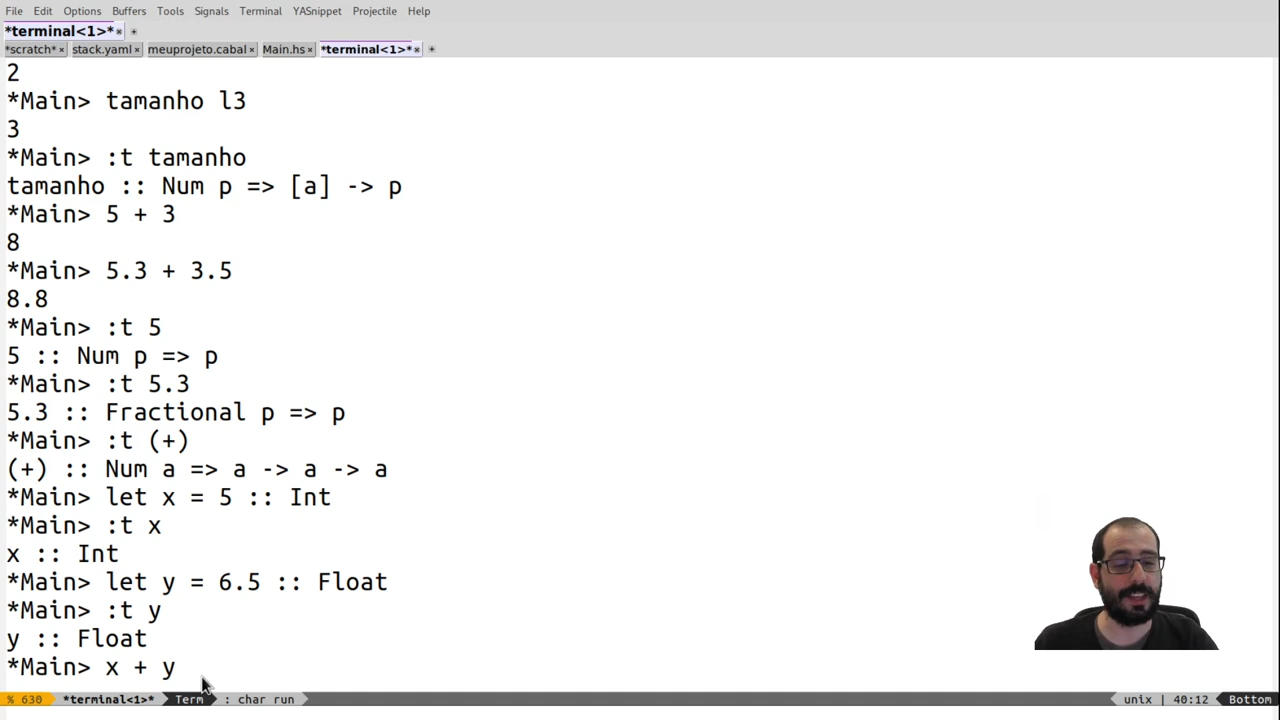 File Edit Options Buffers Tools Signals Terminal YASnippet Projectile Help
*terminal<1>* × +
*scratch* × stack.yaml × meuprojeto.cabal × Main.hs × *terminal<1>* × +
2
*Main> tamanho l3
3
*Main> :t tamanho
tamanho :: Num p => [a] -> p
*Main> 5 + 3
8
*Main> 5.3 + 3.5
8.8
*Main> :t 5
5 :: Num p => p
*Main> :t 5.3
5.3 :: Fractional p => p
*Main> :t (+)
(+) :: Num a => a -> a -> a
*Main> let x = 5 :: Int
*Main> :t x
x :: Int
*Main> let y = 6.5 :: Float
*Main> :t y
y :: Float
*Main> x + y
% 630 *terminal<1>* Term : char run unix | 40:12 Bottom